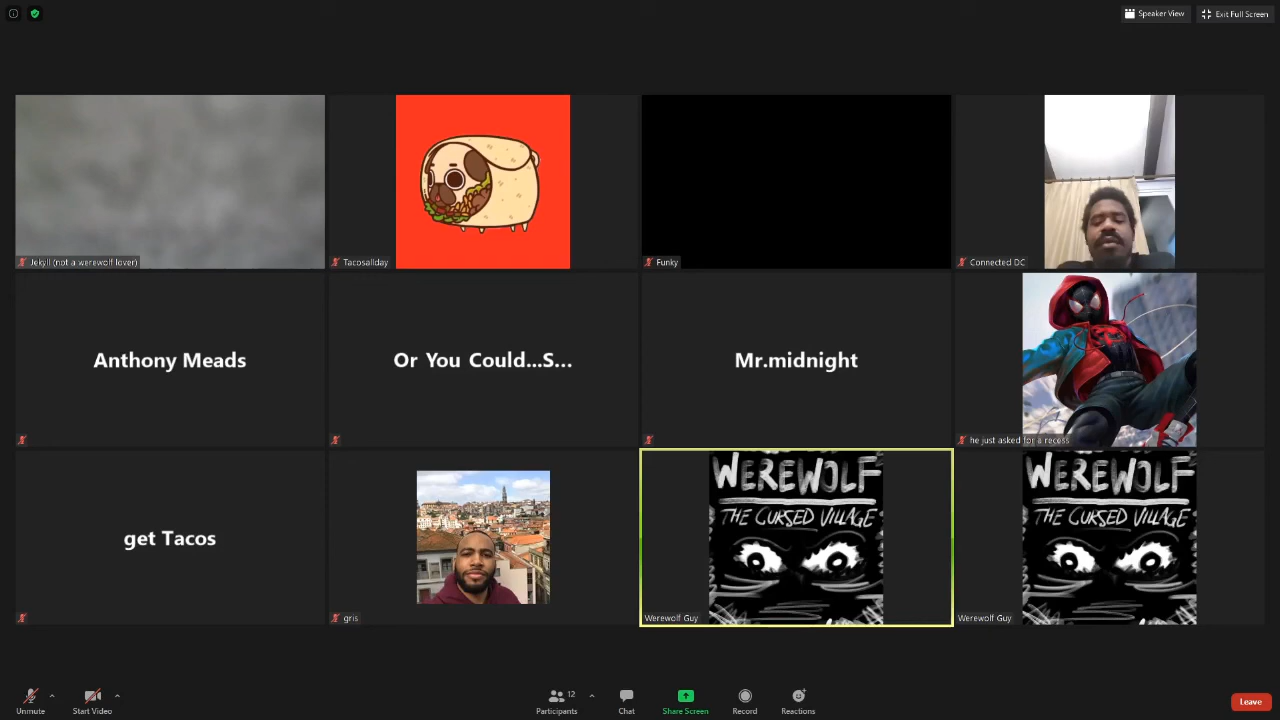 Speaker View
Exit Full Screen
Jekyll (not a werewolf lover)
Tacosallday
Funky
Connected DC
Anthony Meads
Or You Could...S...
Mr.midnight
he just asked for a recess
get Tacos
gris
WEREWOLF
THE CURSED VILLAGE
Werewolf Guy
WEREWOLF
THE CURSED VILLAGE
Werewolf Guy
Unmute
Start Video
Participants
12
Chat
Share Screen
Record
Reactions
Leave